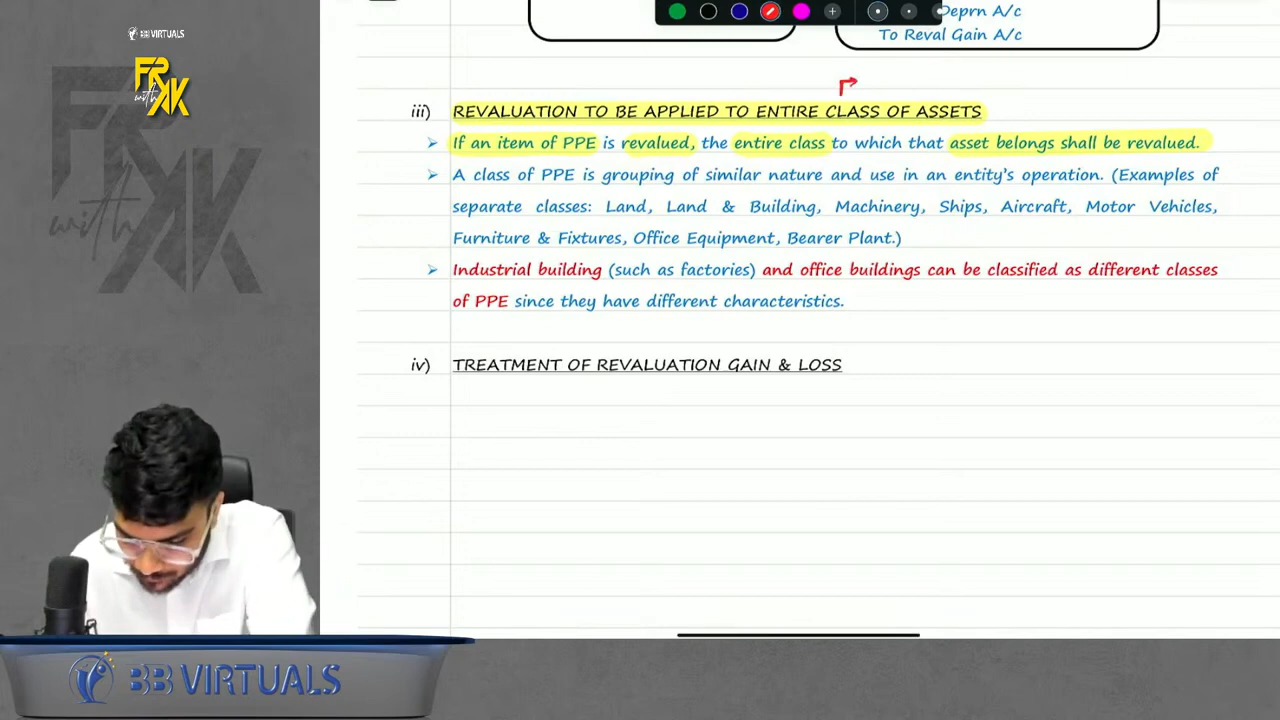 BB VIRTUALS
FR
with
AK
FR
with
AK
Deprn A/c
To Reval Gain A/c
iii) REVALUATION TO BE APPLIED TO ENTIRE CLASS OF ASSETS
➢ If an item of PPE is revalued, the entire class to which that asset belongs shall be revalued.
➢ A class of PPE is grouping of similar nature and use in an entity's operation. (Examples of
separate classes: Land, Land & Building, Machinery, Ships, Aircraft, Motor Vehicles,
Furniture & Fixtures, Office Equipment, Bearer Plant.)
➢ Industrial building (such as factories) and office buildings can be classified as different classes
of PPE since they have different characteristics.
iv) TREATMENT OF REVALUATION GAIN & LOSS
BB VIRTUALS